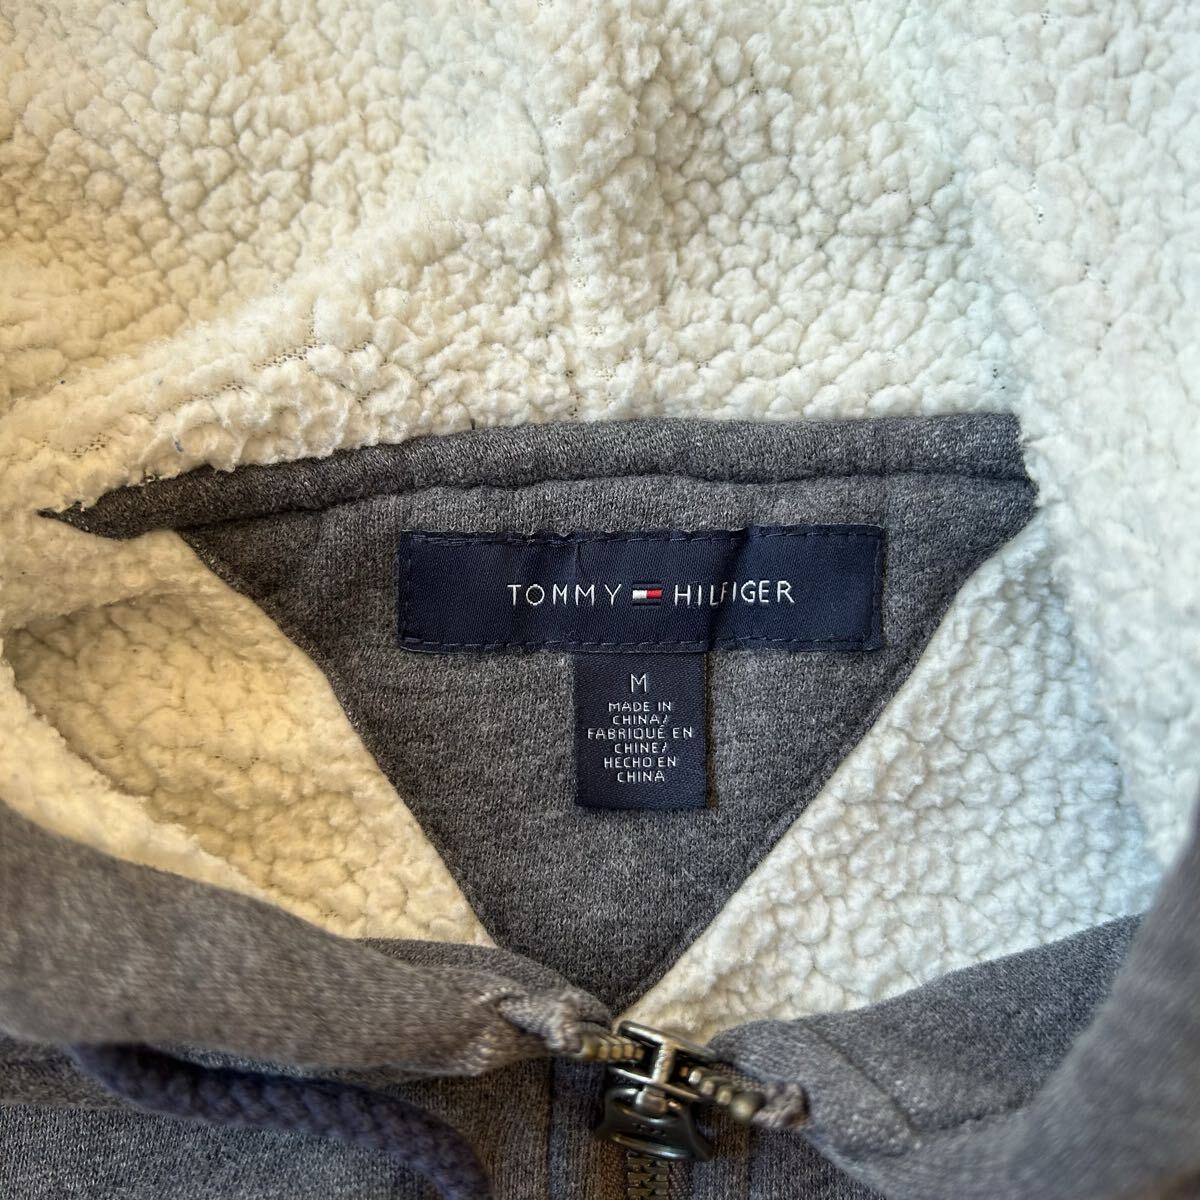 TOMMY HILFIGER
M
MADE IN
CHINA/
FABRIQUÉ EN
CHINE/
HECHO EN
CHINA